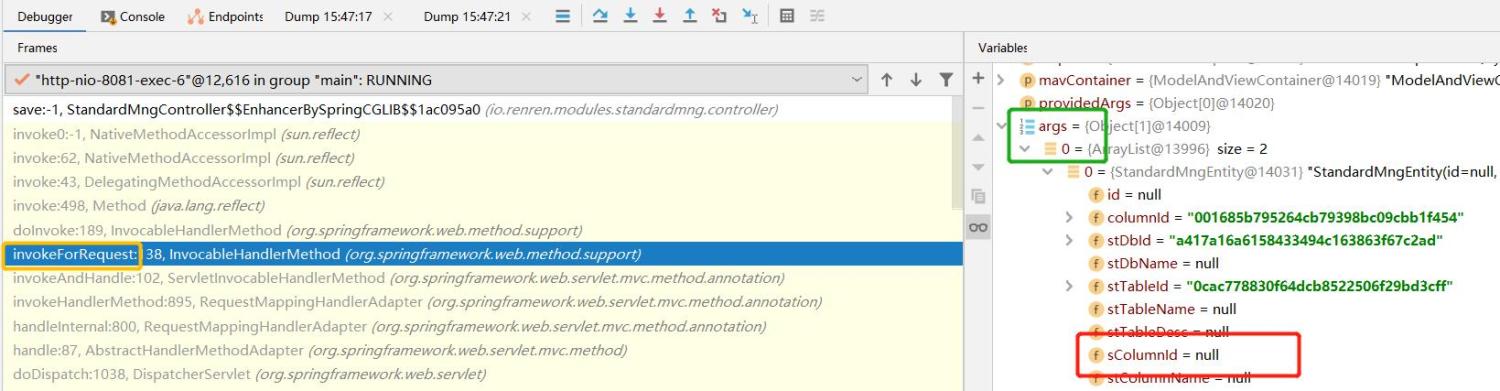 Debugger Console Endpoints Dump 15:47:17 × Dump 15:47:21 ×
Frames
"http-nio-8081-exec-6"@12,616 in group "main": RUNNING
save:-1, StandardMngController$$EnhancerBySpringCGLIB$$1ac095a0 (io.renren.modules.standardmng.controller)
invoke0:-1, NativeMethodAccessorImpl (sun.reflect)
invoke:62, NativeMethodAccessorImpl (sun.reflect)
invoke:43, DelegatingMethodAccessorImpl (sun.reflect)
invoke:498, Method (java.lang.reflect)
doInvoke:189, InvocableHandlerMethod (org.springframework.web.method.support)
invokeForRequest: 38, InvocableHandlerMethod (org.springframework.web.method.support)
invokeAndHandle:102, ServletInvocableHandlerMethod (org.springframework.web.servlet.mvc.method.annotation)
invokeHandlerMethod:895, RequestMappingHandlerAdapter (org.springframework.web.servlet.mvc.method.annotation)
handleInternal:800, RequestMappingHandlerAdapter (org.springframework.web.servlet.mvc.method.annotation)
handle:87, AbstractHandlerMethodAdapter (org.springframework.web.servlet.mvc.method)
doDispatch:1038, DispatcherServlet (org.springframework.web.servlet)
Variables
mavContainer = {ModelAndViewContainer@14019} "ModelAndViewC
providedArgs = {Object[0]@14020}
args = {Object[1]@14009}
0 = {ArrayList@13996} size = 2
0 = {StandardMngEntity@14031} "StandardMngEntity(id=null,
id = null
columnId = "001685b795264cb79398bc09cbb1f454"
stDbId = "a417a16a6158433494c163863f67c2ad"
stDbName = null
stTableId = "0cac778830f64dcb8522506f29bd3cff"
stTableName = null
stTableDesc = null
sColumnId = null
stColumnName = null